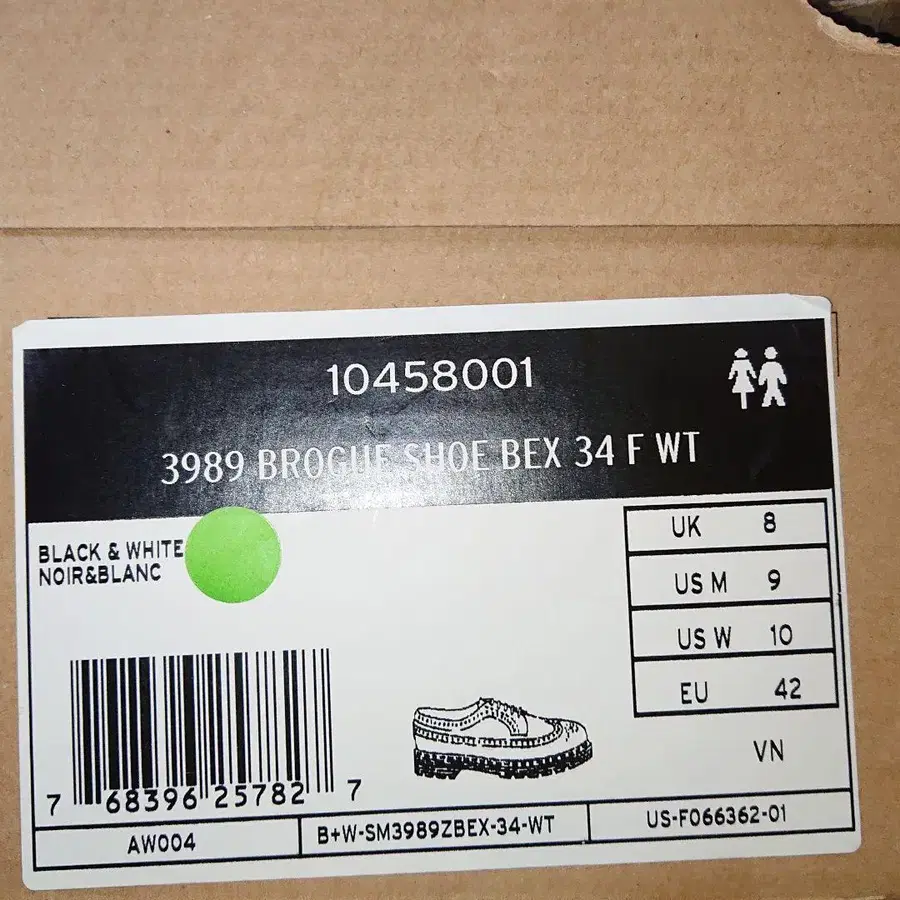 10458001
3989 BROGUE SHOE BEX 34 F WT
BLACK & WHITE
NOIR&BLANC
UK 8
US M 9
US W 10
EU 42
VN
7 68396 25782 7
AW004
B+W-SM3989ZBEX-34-WT
US-F066362-01